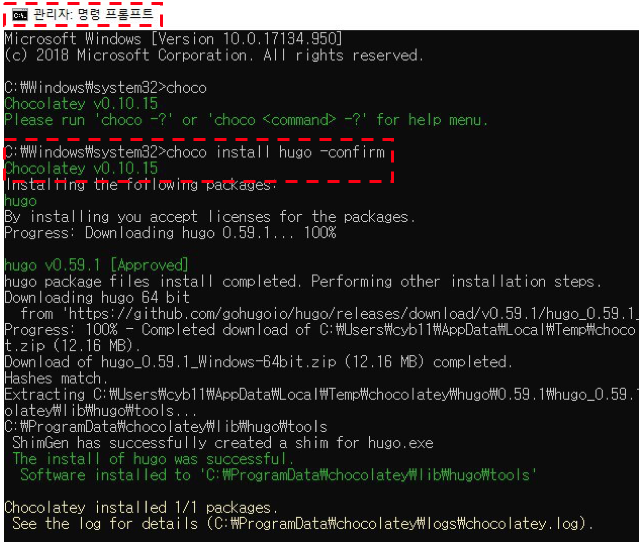 관리자: 명령 프롬프트
Microsoft Windows [Version 10.0.17134.950]
(c) 2018 Microsoft Corporation. All rights reserved.
C:₩Windows₩system32>choco
Chocolatey v0.10.15
Please run 'choco -?' or 'choco <command> -?' for help menu.
C:₩Windows₩system32>choco install hugo -confirm
Chocolatey v0.10.15
Installing the following packages:
hugo
By installing you accept licenses for the packages.
Progress: Downloading hugo 0.59.1... 100%
hugo v0.59.1 [Approved]
hugo package files install completed. Performing other installation steps.
Downloading hugo 64 bit
from 'https://github.com/gohugoio/hugo/releases/download/v0.59.1/hugo_0.59.1_
Progress: 100% - Completed download of C:₩Users₩cyb11₩AppData₩Local₩Temp₩choco
t.zip (12.16 MB).
Download of hugo_0.59.1_Windows-64bit.zip (12.16 MB) completed.
Hashes match.
Extracting C:₩Users₩cyb11₩AppData₩Local₩Temp₩chocolatey₩hugo₩0.59.1₩hugo_0.59.1
olatey₩lib₩hugo₩tools...
C:₩ProgramData₩chocolatey₩lib₩hugo₩tools
ShimGen has successfully created a shim for hugo.exe
The install of hugo was successful.
Software installed to 'C:₩ProgramData₩chocolatey₩lib₩hugo₩tools'
Chocolatey installed 1/1 packages.
See the log for details (C:₩ProgramData₩chocolatey₩logs₩chocolatey.log).